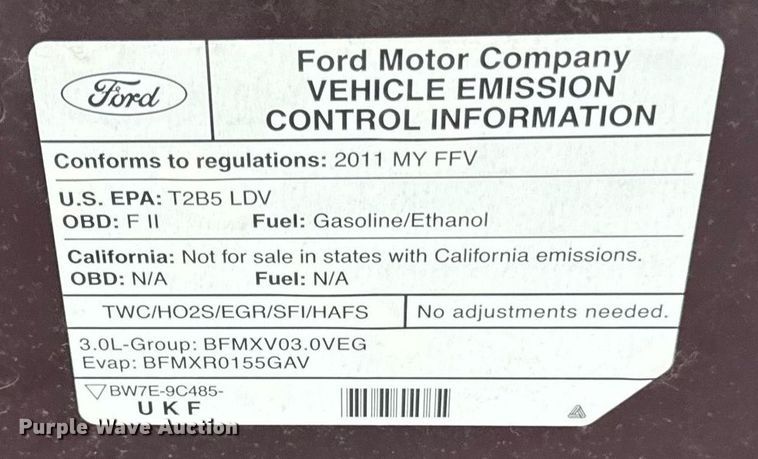 Ford
Ford Motor Company
VEHICLE EMISSION
CONTROL INFORMATION
Conforms to regulations: 2011 MY FFV
U.S. EPA: T2B5 LDV
OBD: F II Fuel: Gasoline/Ethanol
California: Not for sale in states with California emissions.
OBD: N/A Fuel: N/A
TWC/HO2S/EGR/SFI/HAFS No adjustments needed.
3.0L-Group: BFMXV03.0VEG
Evap: BFMXR0155GAV
BW7E-9C485-
UKF
Purple Wave Auction